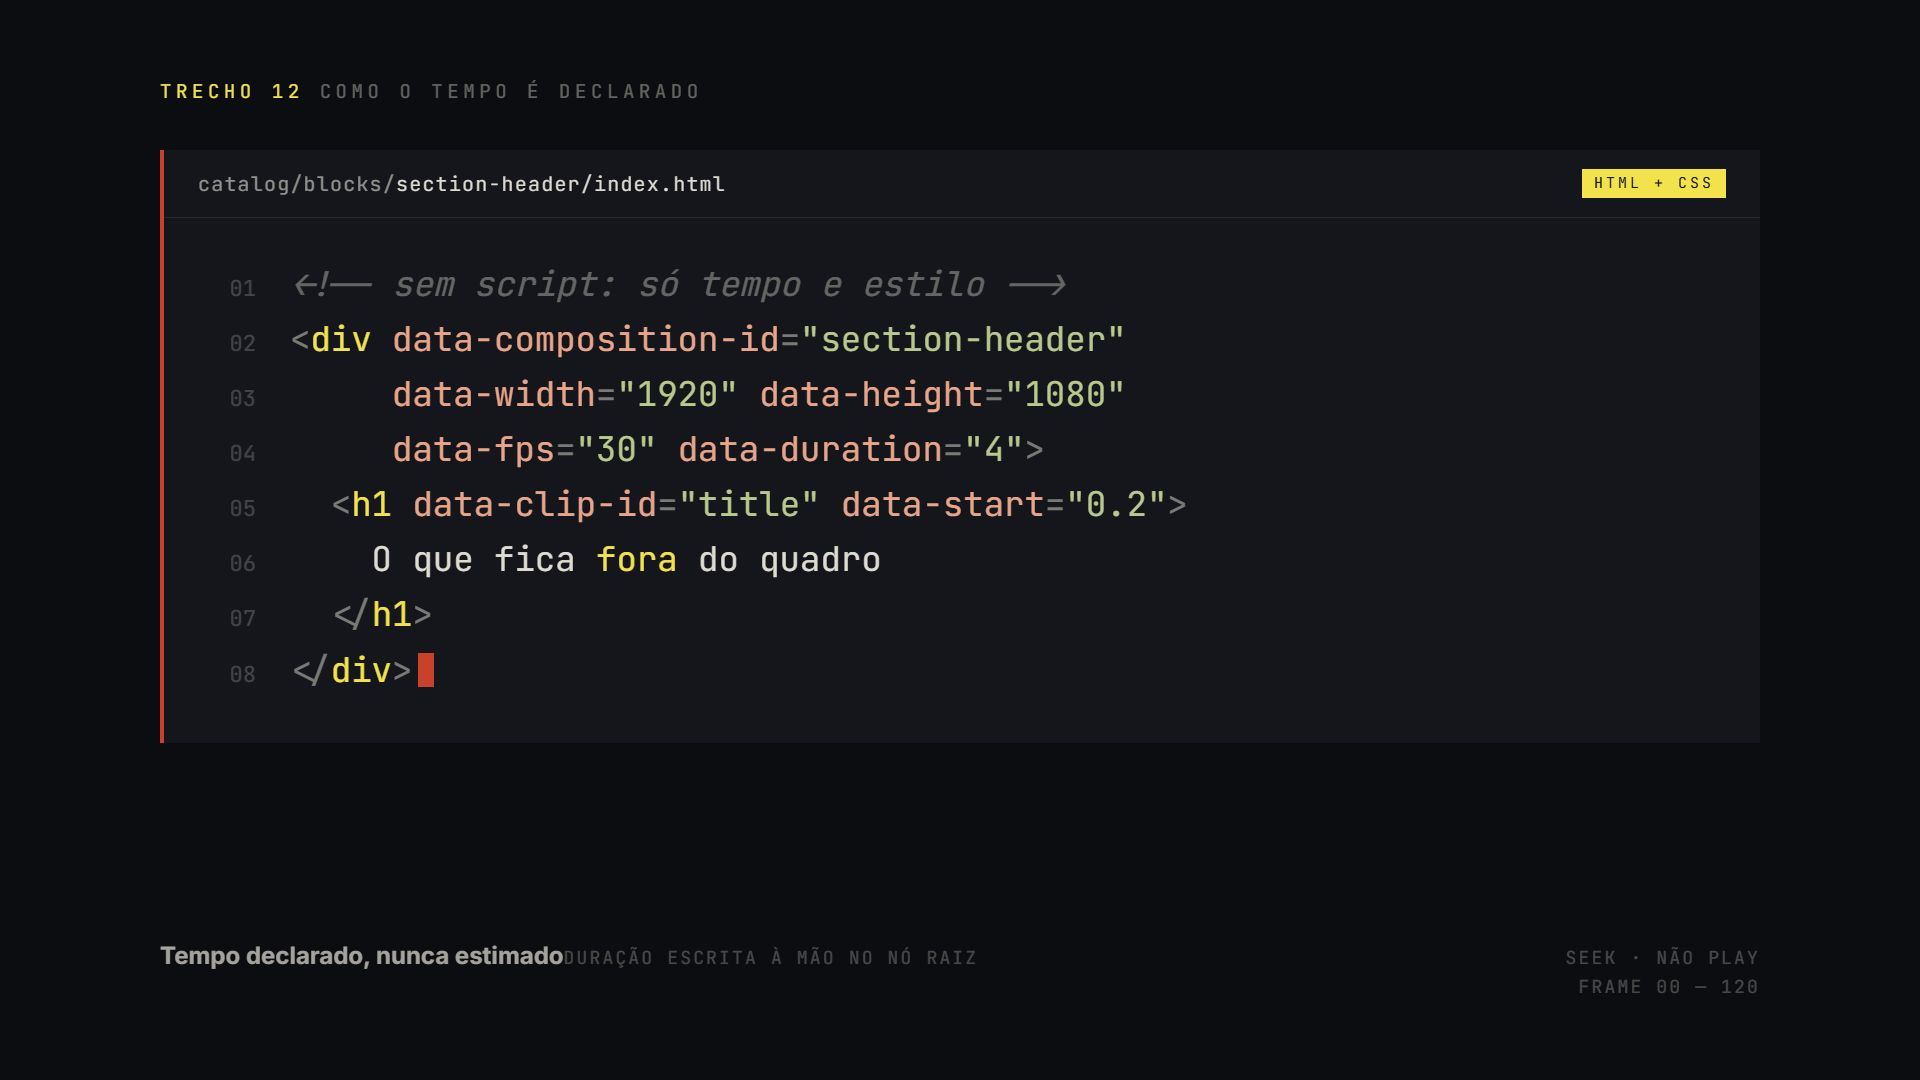 TRECHO 12 COMO O TEMPO É DECLARADO
catalog/blocks/section-header/index.html
HTML + CSS
01 <!-- sem script: só tempo e estilo -->
02 <div data-composition-id="section-header"
03 data-width="1920" data-height="1080"
04 data-fps="30" data-duration="4">
05 <h1 data-clip-id="title" data-start="0.2">
06 O que fica fora do quadro
07 </h1>
08 </div>
Tempo declarado, nunca estimado DURAÇÃO ESCRITA À MÃO NO NÓ RAIZ
SEEK · NÃO PLAY
FRAME 00 — 120